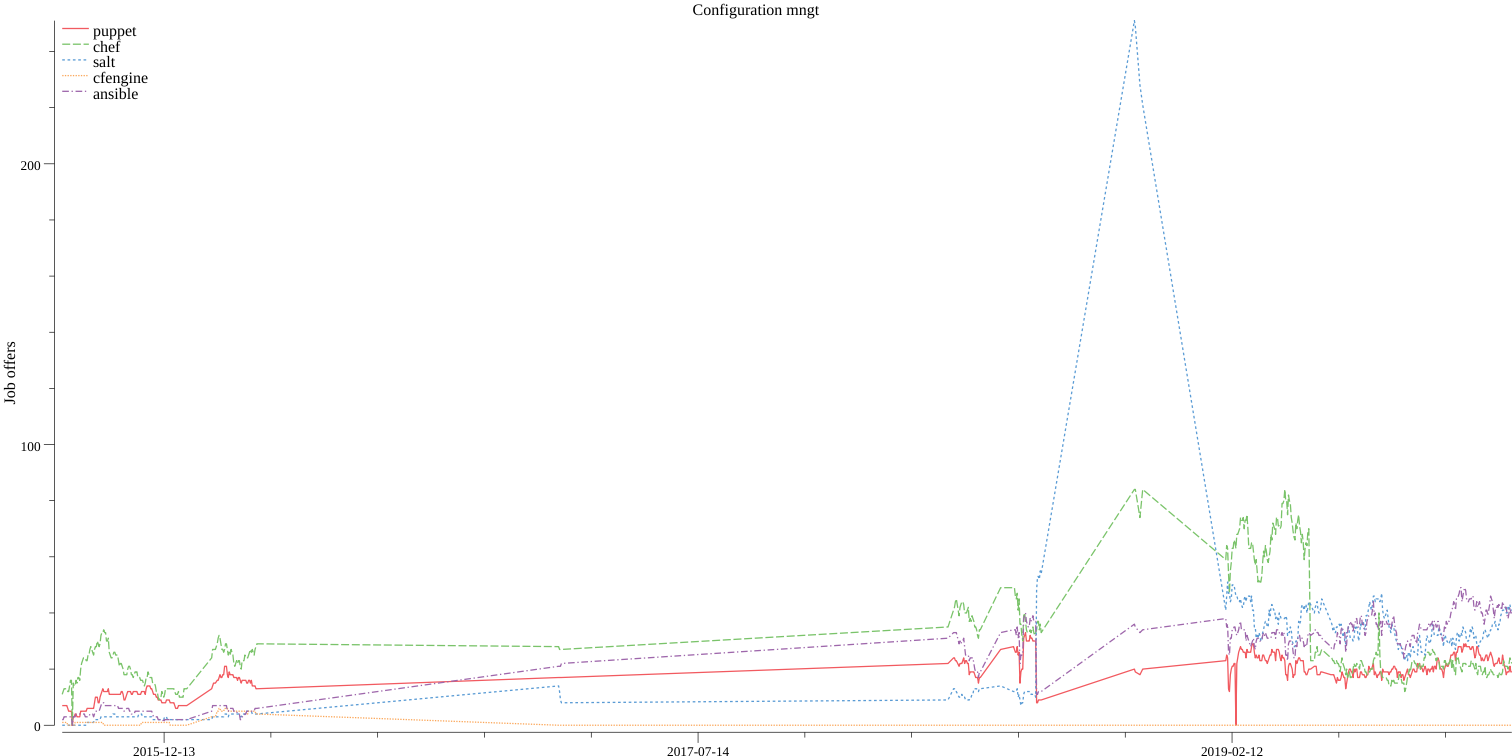 Configuration mngt
puppet
chef
salt
cfengine
ansible
200
Job offers
100
0
2015-12-13
2017-07-14
2019-02-12